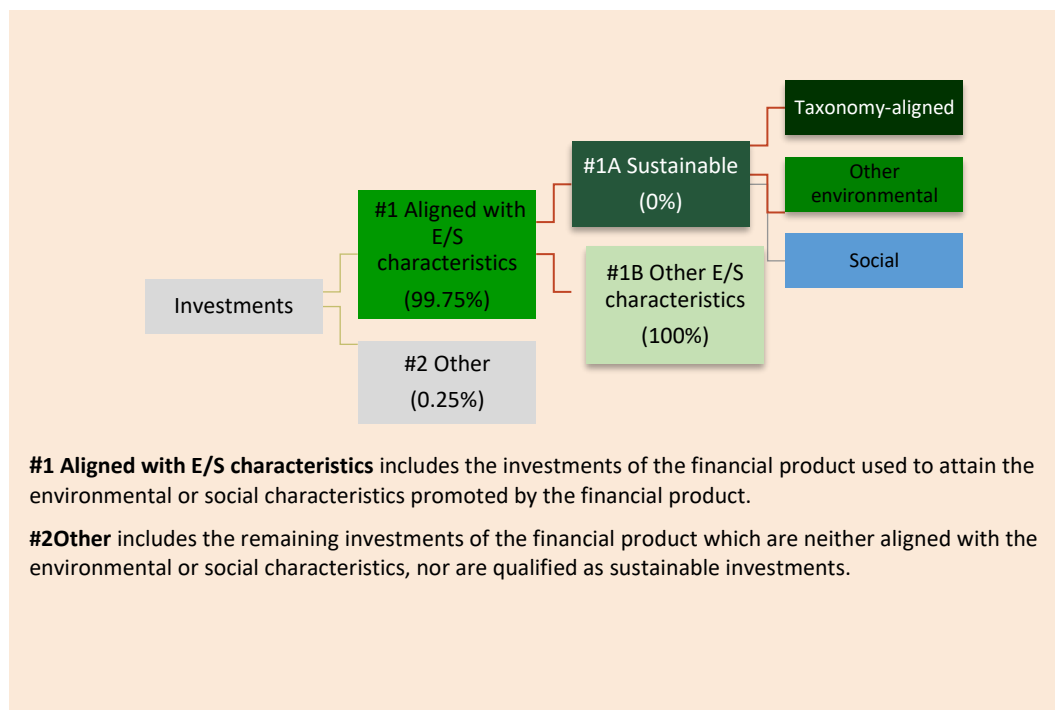 Taxonomy-aligned
#1A Sustainable
(0%)
Other
environmental
#1 Aligned with
E/S
characteristics
(99.75%)
Social
#1B Other E/S
characteristics
(100%)
Investments
#2 Other
(0.25%)
#1 Aligned with E/S characteristics includes the investments of the financial product used to attain the
environmental or social characteristics promoted by the financial product.
#2Other includes the remaining investments of the financial product which are neither aligned with the
environmental or social characteristics, nor are qualified as sustainable investments.